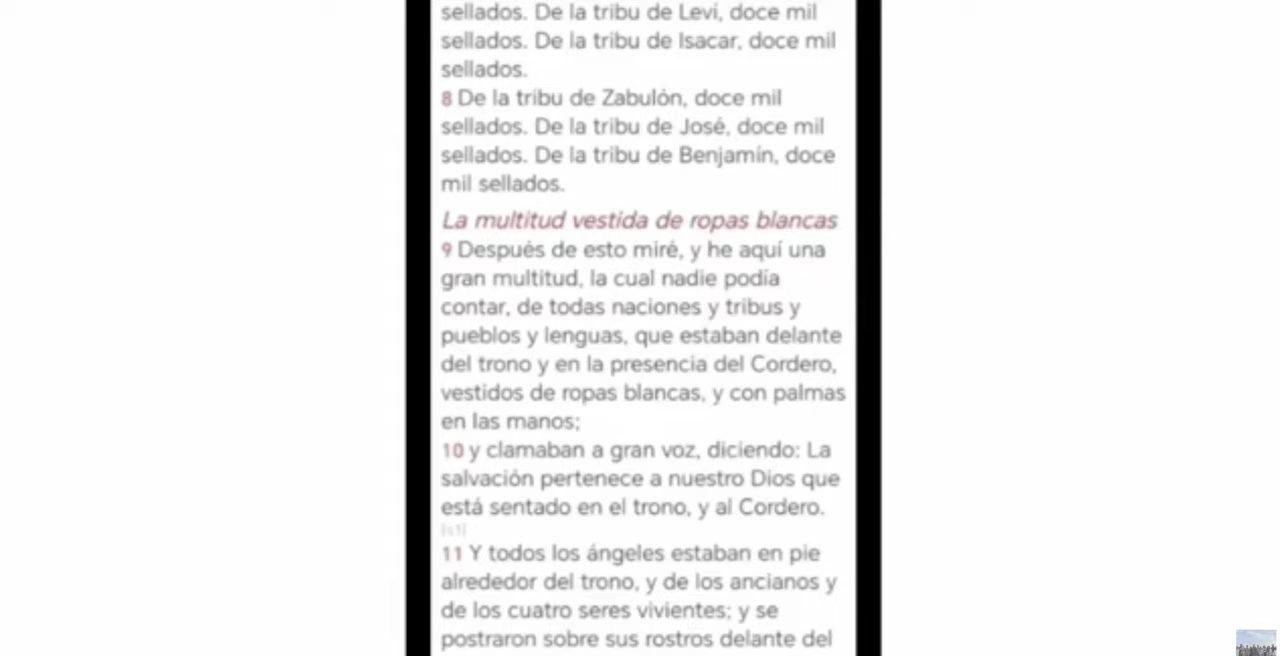 sellados. De la tribu de Leví, doce mil
sellados. De la tribu de Isacar, doce mil
sellados.
8 De la tribu de Zabulón, doce mil
sellados. De la tribu de José, doce mil
sellados. De la tribu de Benjamín, doce
mil sellados.
La multitud vestida de ropas blancas
9 Después de esto miré, y he aquí una
gran multitud, la cual nadie podía
contar, de todas naciones y tribus y
pueblos y lenguas, que estaban delante
del trono y en la presencia del Cordero,
vestidos de ropas blancas, y con palmas
en las manos;
10 y clamaban a gran voz, diciendo: La
salvación pertenece a nuestro Dios que
está sentado en el trono, y al Cordero.
11 Y todos los ángeles estaban en pie
alrededor del trono, y de los ancianos y
de los cuatro seres vivientes; y se
postraron sobre sus rostros delante del